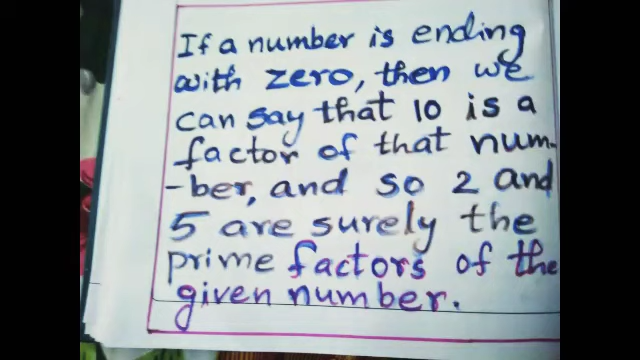 If a number is ending
with zero, then we
can say that 10 is a
factor of that num-
-ber, and so 2 and
5 are surely the
prime factors of the
given number.